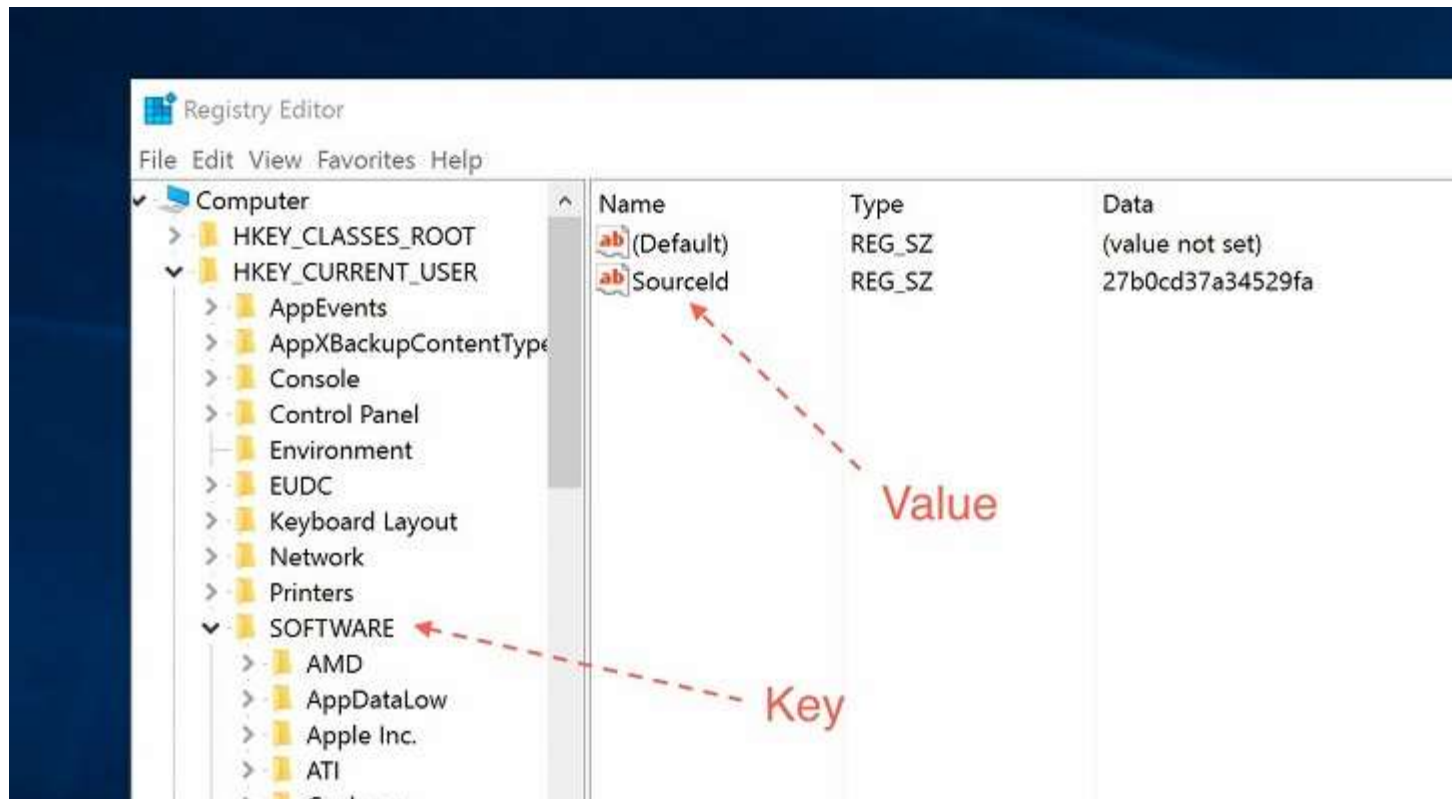 Registry Editor
File Edit View Favorites Help
Computer
HKEY_CLASSES_ROOT
HKEY_CURRENT_USER
AppEvents
AppXBackupContentType
Console
Control Panel
Environment
EUDC
Keyboard Layout
Network
Printers
SOFTWARE
AMD
AppDataLow
Apple Inc.
ATI
Name Type Data
(Default) REG_SZ (value not set)
SourceId REG_SZ 27b0cd37a34529fa
Value
Key